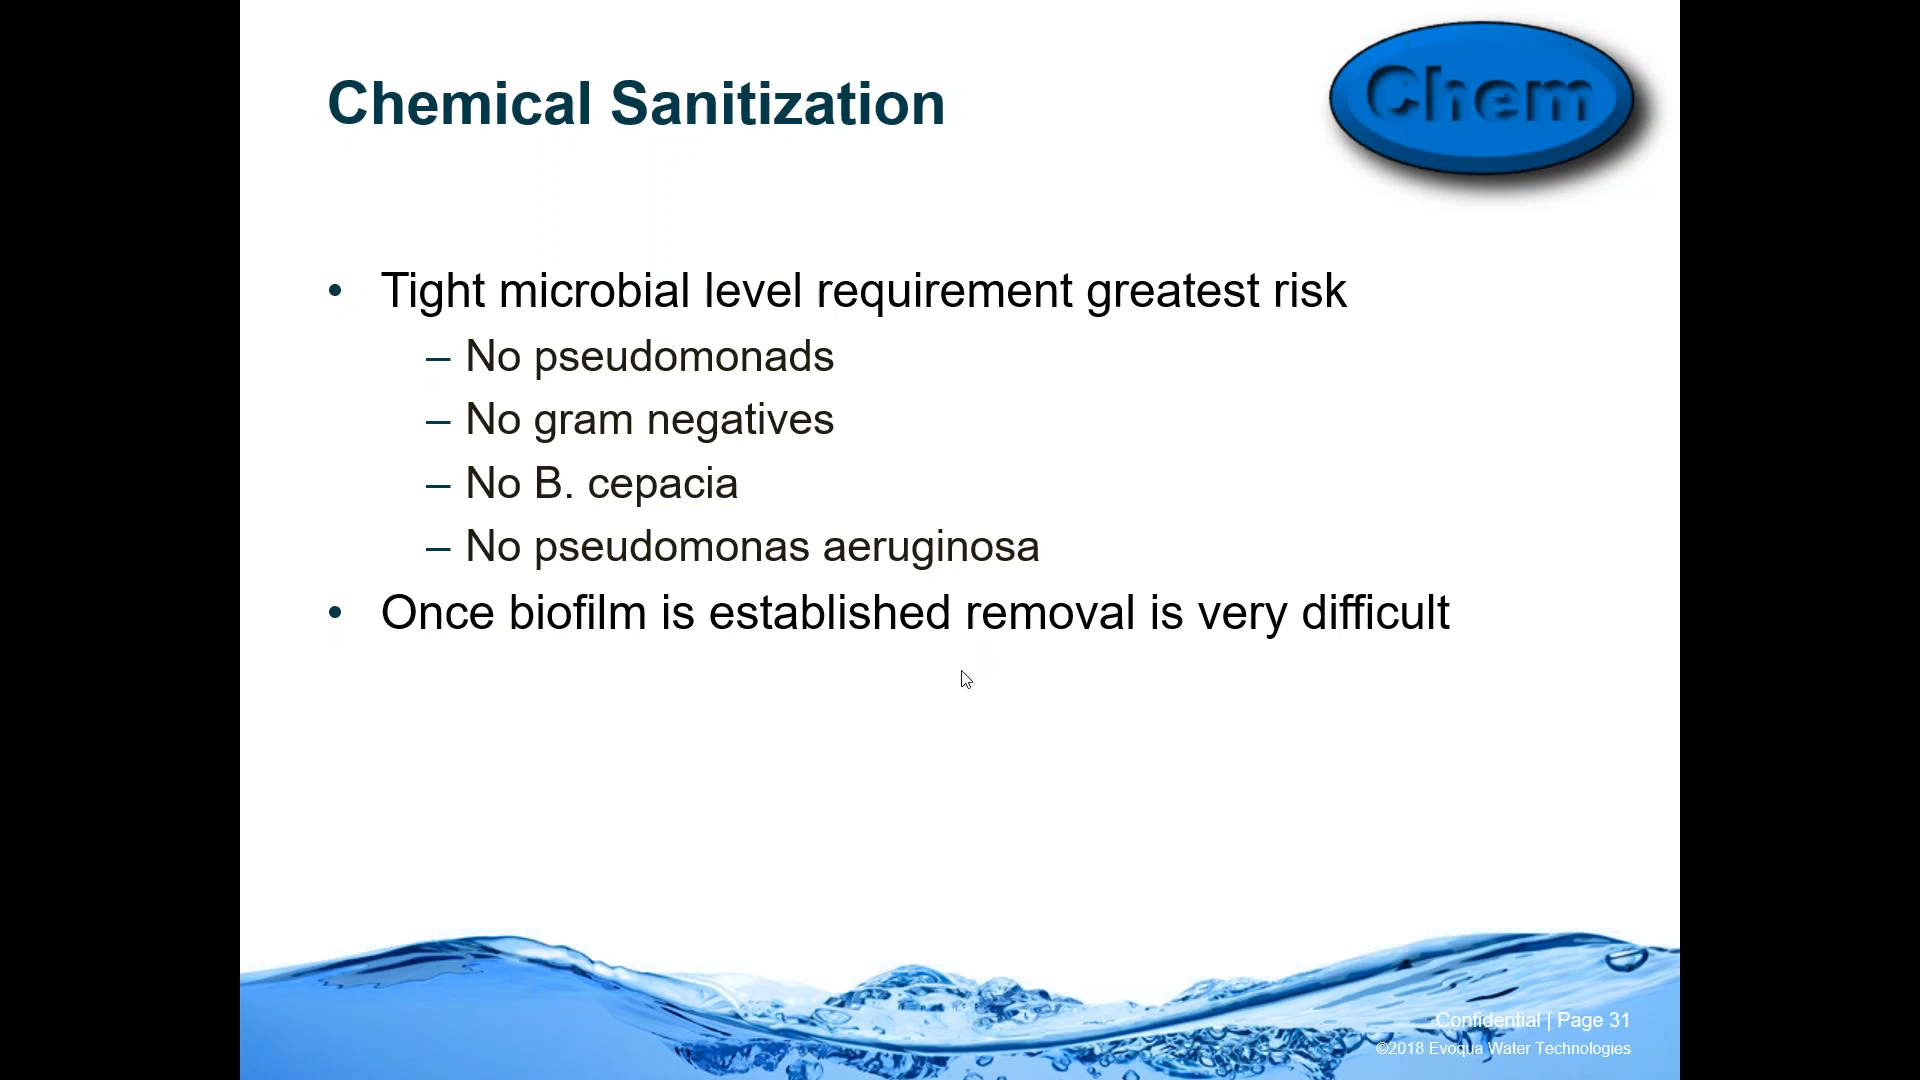 Chemical Sanitization
Chem
• Tight microbial level requirement greatest risk
– No pseudomonads
– No gram negatives
– No B. cepacia
– No pseudomonas aeruginosa
• Once biofilm is established removal is very difficult
Confidential | Page 31
©2018 Evoqua Water Technologies